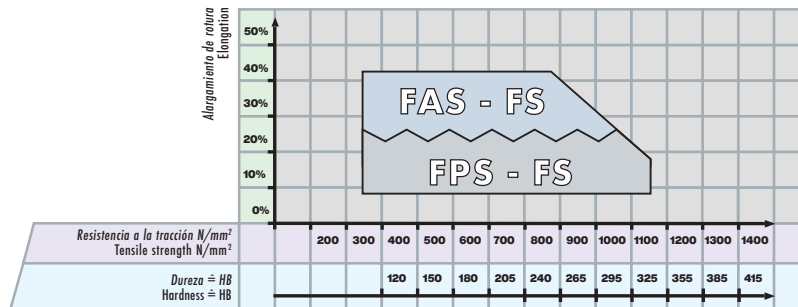 Alargamiento de rotura
Elongation
50%
40%
30%
20%
10%
0%
FAS - FS
FPS - FS
Resistencia a la tracción N/mm²
Tensile strength N/mm²
200 300 400 500 600 700 800 900 1000 1100 1200 1300 1400
Dureza ≙ HB
Hardness ≙ HB
120 150 180 205 240 265 295 325 355 385 415